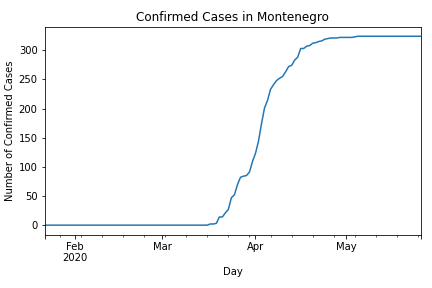 Confirmed Cases in Montenegro
Number of Confirmed Cases
300
250
200
150
100
50
0
Feb
2020
Mar
Apr
May
Day